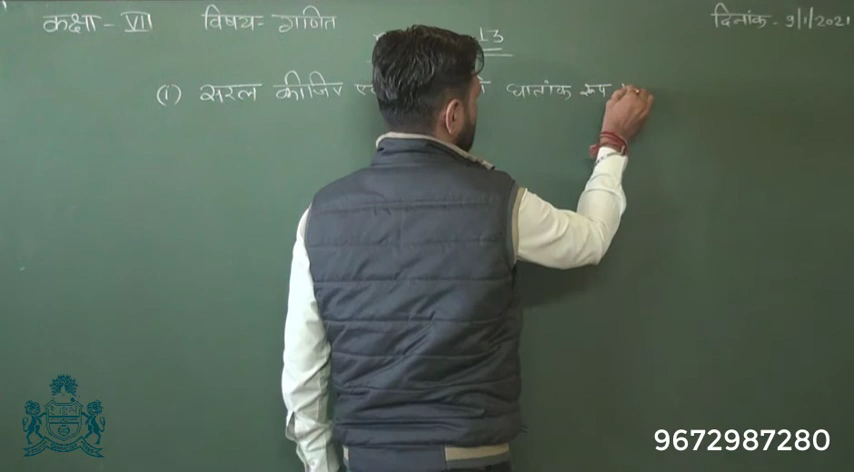 कक्षा - VII विषय = गणित दिनांक - 9/1/2021
13
(1) सरल कीजिए घातांक रूप
9672987280